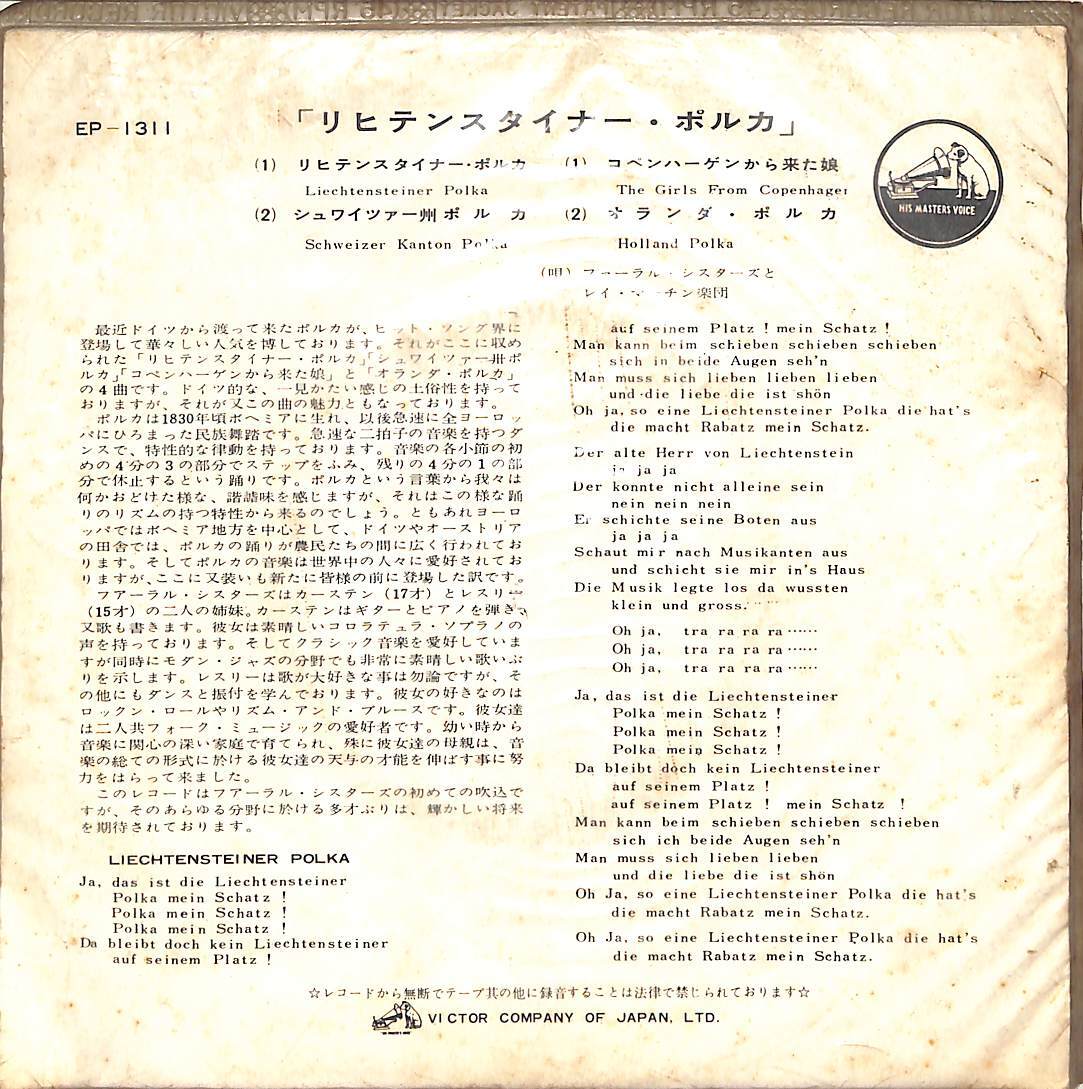 EP-1311
「リヒテンスタイナー・ポルカ」
(1) リヒテンスタイナー・ポルカ
Liechtensteiner Polka
(2) シュワイツァー州ポルカ
Schweizer Kanton Polka
(1) コペンハーゲンから来た娘
The Girls From Copenhagen
(2) オランダ・ポルカ
Holland Polka
(唄) ファーラル・シスターズと
レイ・マーチン楽団
HIS MASTERS VOICE
最近ドイツから渡って来たポルカが、ヒット・ソング界に
登場して華々しい人気を博しております。それがここに収め
られた「リヒテンスタイナー・ポルカ」「シュワイツァー州ポ
ルカ」「コペンハーゲンから来た娘」と「オランダ・ポルカ」
の4曲です。ドイツ的な、一見かたい感じの土俗性を持って
おりますが、それが又この曲の魅力ともなっております。
ポルカは1830年頃ボヘミアに生れ、以後急速に全ヨーロッ
パにひろまった民族舞踏です。急速な二拍子の音楽を持つダ
ンスで、特性的な律動を持っております。音楽の各小節の初
めの4分の3の部分でステップをふみ、残りの4分の1の部
分で休止するという踊りです。ポルカという言葉から我々は
何かおどけた様な、諧謔味を感じますが、それはこの様な踊
りのリズムの持つ特性から来るのでしょう。ともあれヨーロ
ッパではボヘミア地方を中心として、ドイツやオーストリア
の田舎では、ポルカの踊りが農民たちの間に広く行われてお
ります。そしてポルカの音楽は世界中の人々に愛好されてお
りますが、ここに又装いも新たに皆様の前に登場した訳です。
フアーラル・シスターズはカーステン（17才）とレスリー
（15才）の二人の姉妹。カーステンはギターとピアノを弾き、
又歌も書きます。彼女は素晴しいコロラテュラ・ソプラノの
声を持っております。そしてクラシック音楽を愛好していま
すが同時にモダン・ジャズの分野でも非常に素晴しい歌いぶ
りを示します。レスリーは歌が大好きな事は勿論ですが、そ
の他にもダンスと振付を学んでおります。彼女の好きなのは
ロックン・ロールやリズム・アンド・ブルースです。彼女達
は二人共フォーク・ミュージックの愛好者です。幼い時から
音楽に関心の深い家庭で育てられ、殊に彼女達の母親は、音
楽の総ての形式に於ける彼女達の天与の才能を伸ばす事に努
力をはらって来ました。
このレコードはフアーラル・シスターズの初めての吹込で
すが、そのあらゆる分野に於ける多才ぶりは、輝かしい将来
を期待されております。
LIECHTENSTEINER POLKA
Ja, das ist die Liechtensteiner
Polka mein Schatz !
Polka mein Schatz !
Polka mein Schatz !
Da bleibt doch kein Liechtensteiner
auf seinem Platz !
auf seinem Platz ! mein Schatz !
Man kann beim schieben schieben schieben
sich in beide Augen seh'n
Man muss sich lieben lieben lieben
und die liebe die ist shön
Oh ja, so eine Liechtensteiner Polka die hat's
die macht Rabatz mein Schatz.
Der alte Herr von Liechtenstein
ja ja ja
Der konnte nicht alleine sein
nein nein nein
Er schichte seine Boten aus
ja ja ja
Schaut mir nach Musikanten aus
und schicht sie mir in's Haus
Die Musik legte los da wussten
klein und gross.
Oh ja, tra ra ra ra ......
Oh ja, tra ra ra ra ......
Oh ja, tra ra ra ra ......
Ja, das ist die Liechtensteiner
Polka mein Schatz !
Polka mein Schatz !
Polka mein Schatz !
Da bleibt doch kein Liechtensteiner
auf seinem Platz !
auf seinem Platz ! mein Schatz !
Man kann beim schieben schieben schieben
sich ich beide Augen seh'n
Man muss sich lieben lieben
und die liebe die ist shön
Oh Ja, so eine Liechtensteiner Polka die hat's
die macht Rabatz mein Schatz.
Oh Ja, so eine Liechtensteiner Polka die hat's
die macht Rabatz mein Schatz.
☆レコードから無断でテープ其の他に録音することは法律で禁じられております☆
VICTOR COMPANY OF JAPAN, LTD.